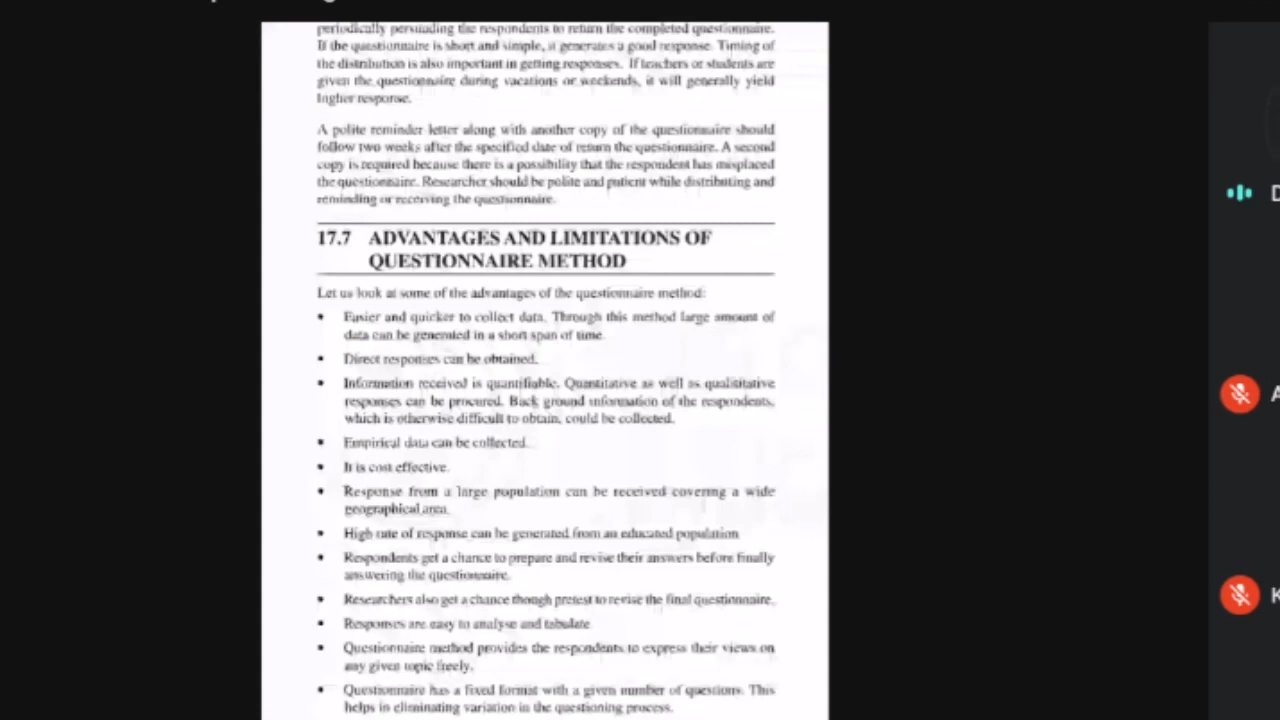 periodically persuading the respondents to return the completed questionnaire.
If the questionnaire is short and simple, it generates a good response. Timing of
the distribution is also important in getting responses. If teachers or students are
given the questionnaire during vacations or weekends, it will generally yield
higher response.
A polite reminder letter along with another copy of the questionnaire should
follow two weeks after the specified date of return the questionnaire. A second
copy is required because there is a possibility that the respondent has misplaced
the questionnaire. Researcher should be polite and patient while distributing and
reminding or receiving the questionnaire.
17.7 ADVANTAGES AND LIMITATIONS OF
QUESTIONNAIRE METHOD
Let us look at some of the advantages of the questionnaire method:
• Easier and quicker to collect data. Through this method large amount of
data can be generated in a short span of time.
• Direct responses can be obtained.
• Information received is quantifiable. Quantitative as well as qualititative
responses can be procured. Back ground information of the respondents,
which is otherwise difficult to obtain, could be collected.
• Empirical data can be collected.
• It is cost effective.
• Response from a large population can be received covering a wide
geographical area.
• High rate of response can be generated from an educated population
• Respondents get a chance to prepare and revise their answers before finally
answering the questionnaire.
• Researchers also get a chance though pretest to revise the final questionnaire.
• Responses are easy to analyse and tabulate
• Questionnaire method provides the respondents to express their views on
any given topic freely.
• Questionnaire has a fixed format with a given number of questions. This
helps in eliminating variation in the questioning process.